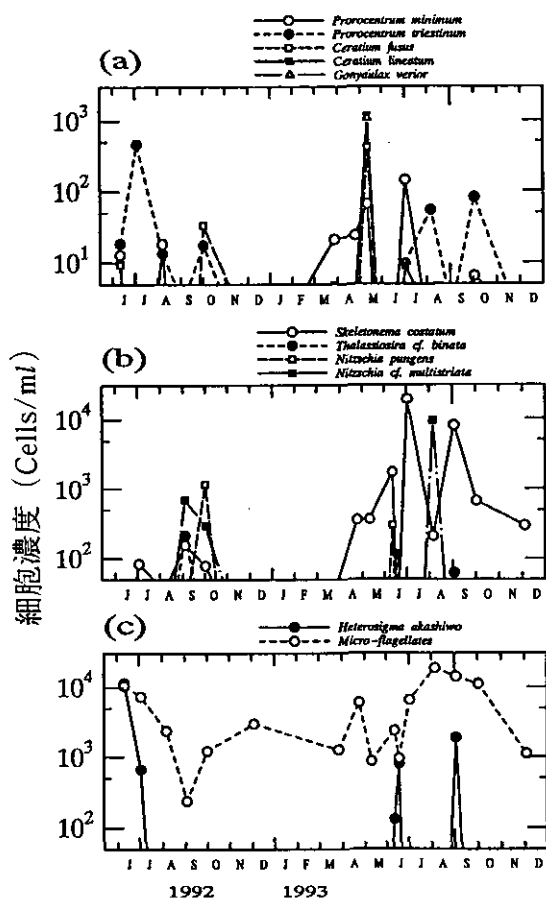 Prorocentrum minimum
Prorocentrum triestinum
Ceratium fusus
Ceratium lineatum
Gonyaulax verior
(a)
10³
10²
10¹
J J A S O N D J F M A M J J A S O N D
Skeletonema costatum
Thalassiosira cf. binata
Nitzschia pungens
Nitzschia cf. multistriata
(b)
10⁴
10³
10²
J J A S O N D J F M A M J J A S O N D
Heterosigma akashiwo
Micro-flagellates
(c)
10⁴
10³
10²
J J A S O N D J F M A M J J A S O N D
1992 1993
細胞濃度 (Cells/ml)